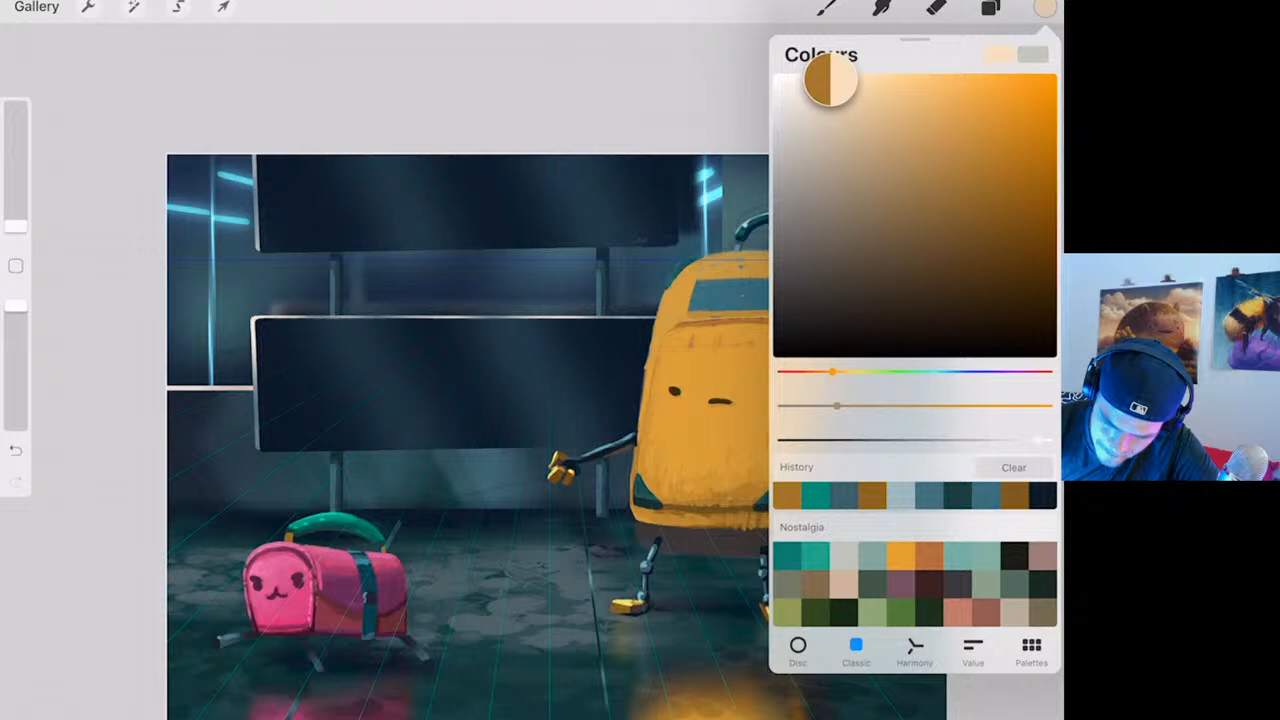 Gallery
Colours
History
Clear
Nostalgia
Disc
Classic
Harmony
Value
Palettes